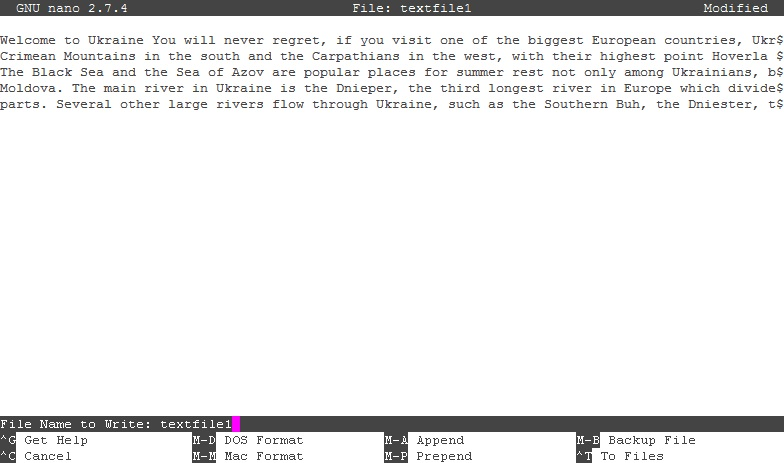 GNU nano 2.7.4 File: textfile1 Modified
Welcome to Ukraine You will never regret, if you visit one of the biggest European countries, Ukr$
Crimean Mountains in the south and the Carpathians in the west, with their highest point Hoverla $
The Black Sea and the Sea of Azov are popular places for summer rest not only among Ukrainians, b$
Moldova. The main river in Ukraine is the Dnieper, the third longest river in Europe which divide$
parts. Several other large rivers flow through Ukraine, such as the Southern Buh, the Dniester, t$
File Name to Write: textfile1
^G Get Help M-D DOS Format M-A Append M-B Backup File
^C Cancel M-M Mac Format M-P Prepend ^T To Files